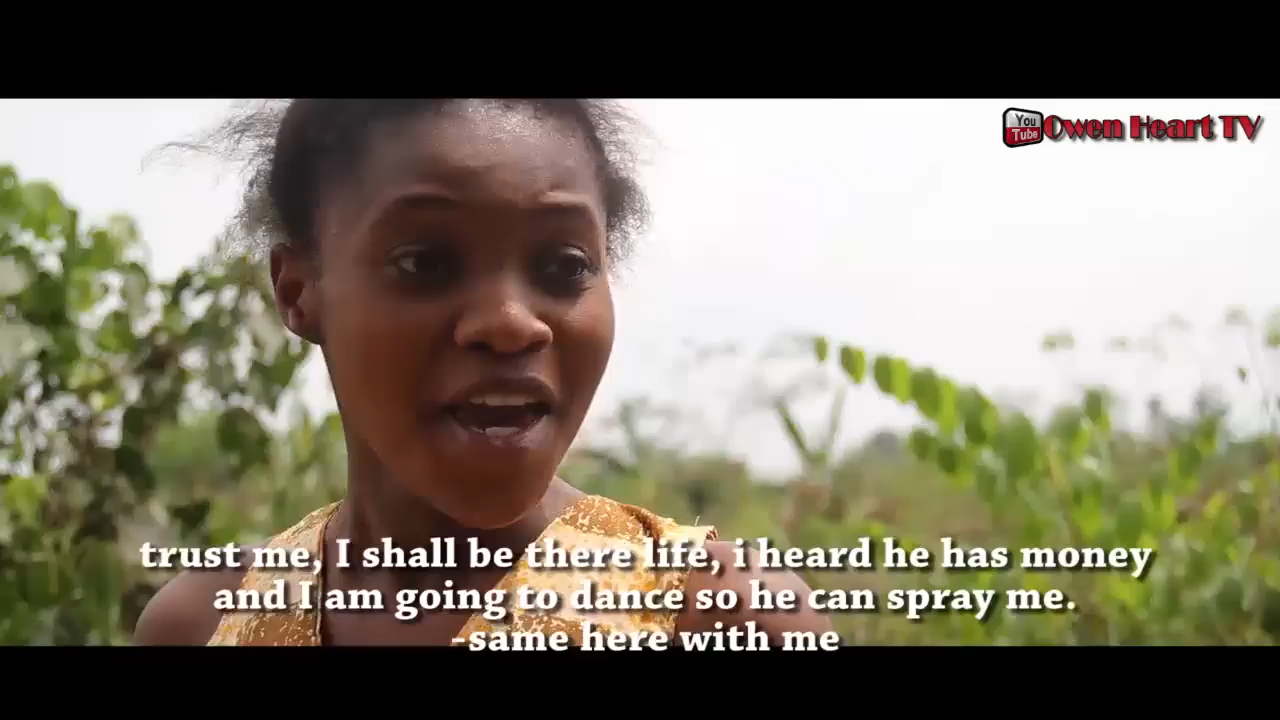 You
Tube
Owen Heart TV
trust me, I shall be there life, i heard he has money
and I am going to dance so he can spray me.
-same here with me